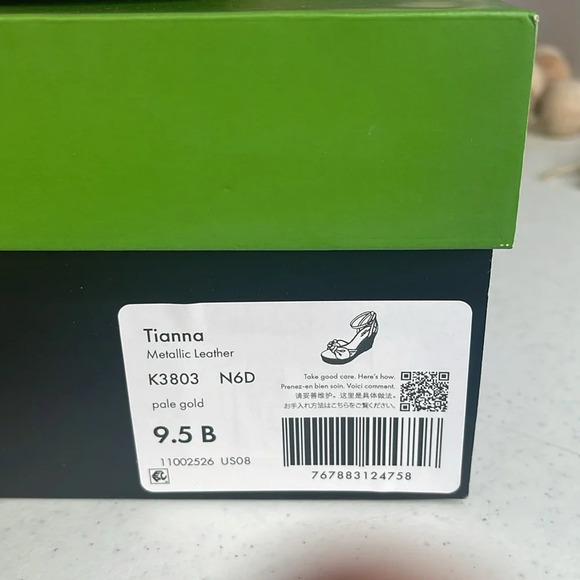 Tianna
Metallic Leather
K3803 N6D
pale gold
9.5 B
11002526 US08
Take good care. Here's how.
Prenez-en bien soin. Voici comment.
请妥善维护。这里是具体做法。
お手入れ方法はこちらをご覧ください。
767883124758